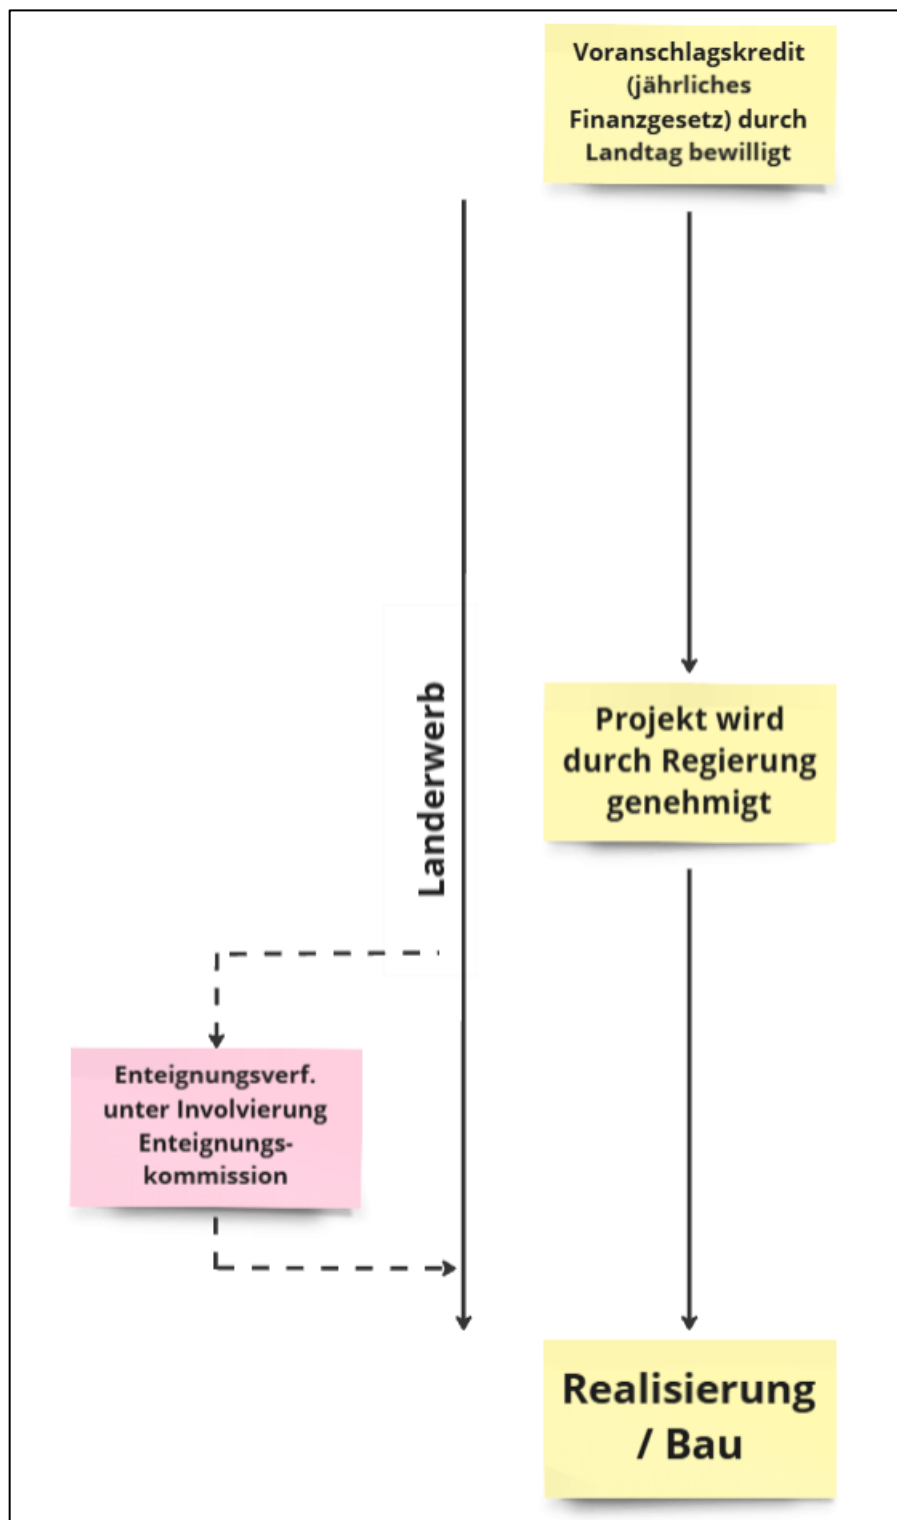 Voranschlagskredit
(jährliches
Finanzgesetz) durch
Landtag bewilligt
Projekt wird
durch Regierung
genehmigt
Landerwerb
Enteignungsverf.
unter Involvierung
Enteignungs-
kommission
Realisierung
/ Bau